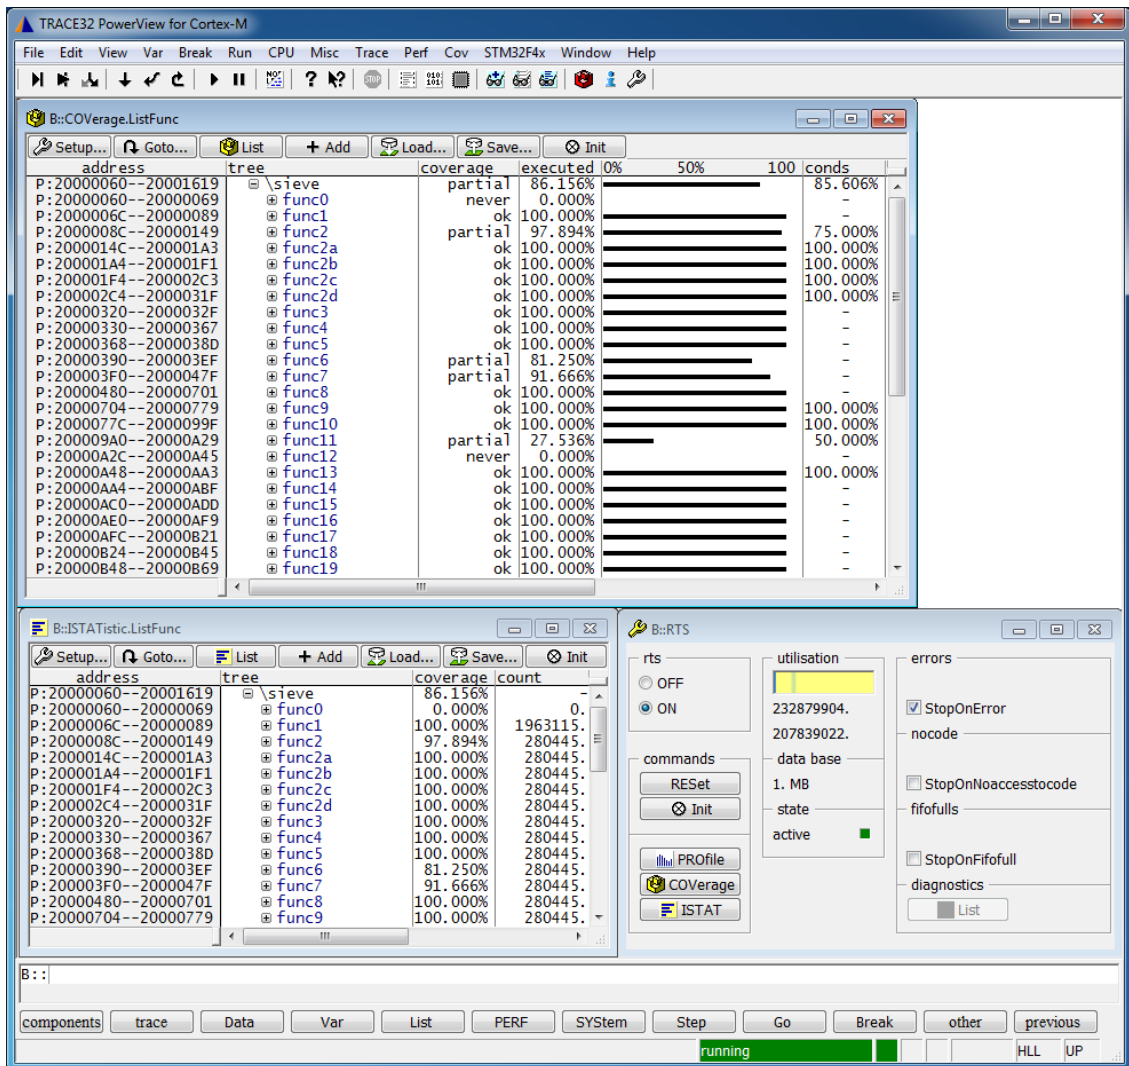 TRACE32 PowerView for Cortex-M
File Edit View Var Break Run CPU Misc Trace Perf Cov STM32F4x Window Help
B::COVerage.ListFunc
Setup... Goto... List + Add Load... Save... Init
address tree coverage executed 0% 50% 100 conds
P:20000060--20001619 \sieve partial 86.156% 85.606%
P:20000060--20000069 func0 never 0.000% -
P:2000006C--20000089 func1 ok 100.000% -
P:2000008C--20000149 func2 partial 97.894% 75.000%
P:2000014C--200001A3 func2a ok 100.000% 100.000%
P:200001A4--200001F1 func2b ok 100.000% 100.000%
P:200001F4--200002C3 func2c ok 100.000% 100.000%
P:200002C4--2000031F func2d ok 100.000% 100.000%
P:20000320--2000032F func3 ok 100.000% -
P:20000330--20000367 func4 ok 100.000% -
P:20000368--2000038D func5 ok 100.000% -
P:20000390--200003EF func6 partial 81.250% -
P:200003F0--2000047F func7 partial 91.666% -
P:20000480--20000701 func8 ok 100.000% -
P:20000704--20000779 func9 ok 100.000% 100.000%
P:2000077C--2000099F func10 ok 100.000% 100.000%
P:200009A0--20000A29 func11 partial 27.536% 50.000%
P:20000A2C--20000A45 func12 never 0.000% -
P:20000A48--20000AA3 func13 ok 100.000% 100.000%
P:20000AA4--20000ABF func14 ok 100.000% -
P:20000AC0--20000ADD func15 ok 100.000% -
P:20000AE0--20000AF9 func16 ok 100.000% -
P:20000AFC--20000B21 func17 ok 100.000% -
P:20000B24--20000B45 func18 ok 100.000% -
P:20000B48--20000B69 func19 ok 100.000% -
B::ISTATistic.ListFunc
Setup... Goto... List + Add Load... Save... Init
address tree coverage count
P:20000060--20001619 \sieve 86.156% -
P:20000060--20000069 func0 0.000% 0.
P:2000006C--20000089 func1 100.000% 1963115.
P:2000008C--20000149 func2 97.894% 280445.
P:2000014C--200001A3 func2a 100.000% 280445.
P:200001A4--200001F1 func2b 100.000% 280445.
P:200001F4--200002C3 func2c 100.000% 280445.
P:200002C4--2000031F func2d 100.000% 280445.
P:20000320--2000032F func3 100.000% 280445.
P:20000330--20000367 func4 100.000% 280445.
P:20000368--2000038D func5 100.000% 280445.
P:20000390--200003EF func6 81.250% 280445.
P:200003F0--2000047F func7 91.666% 280445.
P:20000480--20000701 func8 100.000% 280445.
P:20000704--20000779 func9 100.000% 280445.
B::RTS
rts utilisation errors
OFF
ON 232879904. StopOnError
207839022. nocode
commands data base
RESet 1. MB StopOnNoaccesstocode
Init state fifofulls
active
PROfile StopOnFifofull
COVerage diagnostics
ISTAT List
B::
components trace Data Var List PERF SYStem Step Go Break other previous
running HLL UP